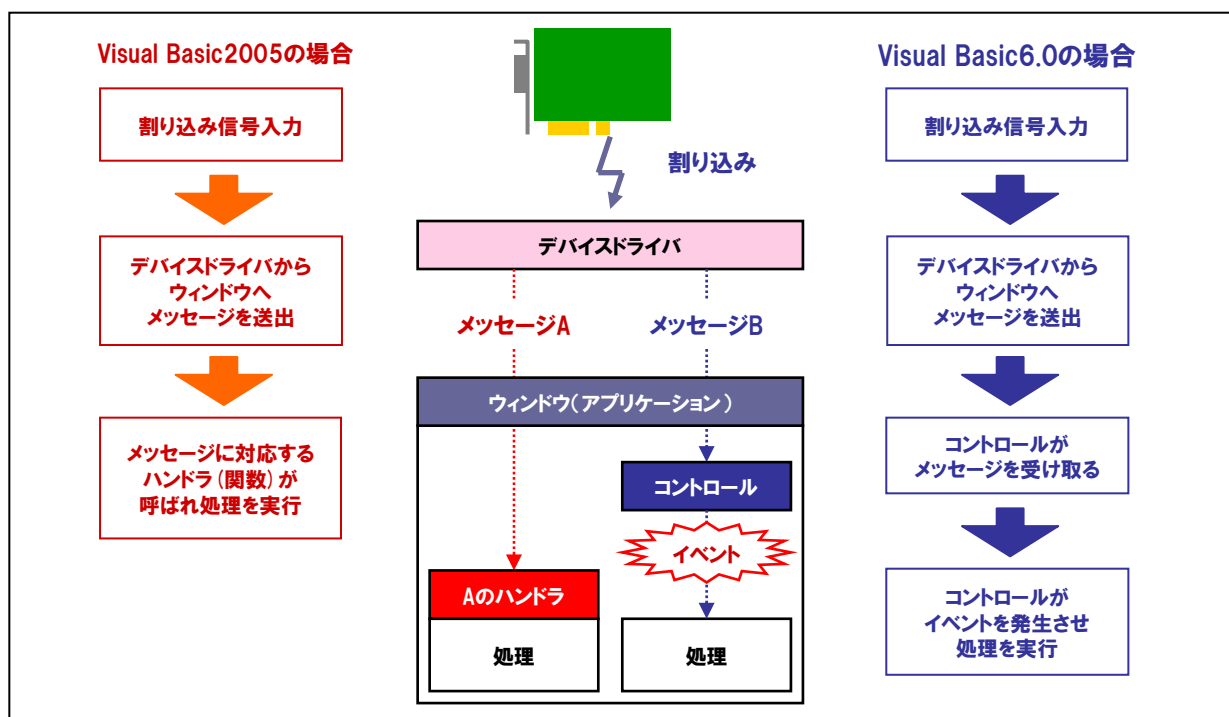 Visual Basic2005の場合
割り込み信号入力
デバイスドライバから
ウィンドウへ
メッセージを送出
メッセージに対応する
ハンドラ(関数)が
呼ばれ処理を実行
割り込み
デバイスドライバ
メッセージA
メッセージB
ウィンドウ(アプリケーション)
コントロール
イベント
Aのハンドラ
処理
処理
Visual Basic6.0の場合
割り込み信号入力
デバイスドライバから
ウィンドウへ
メッセージを送出
コントロールが
メッセージを受け取る
コントロールが
イベントを発生させ
処理を実行